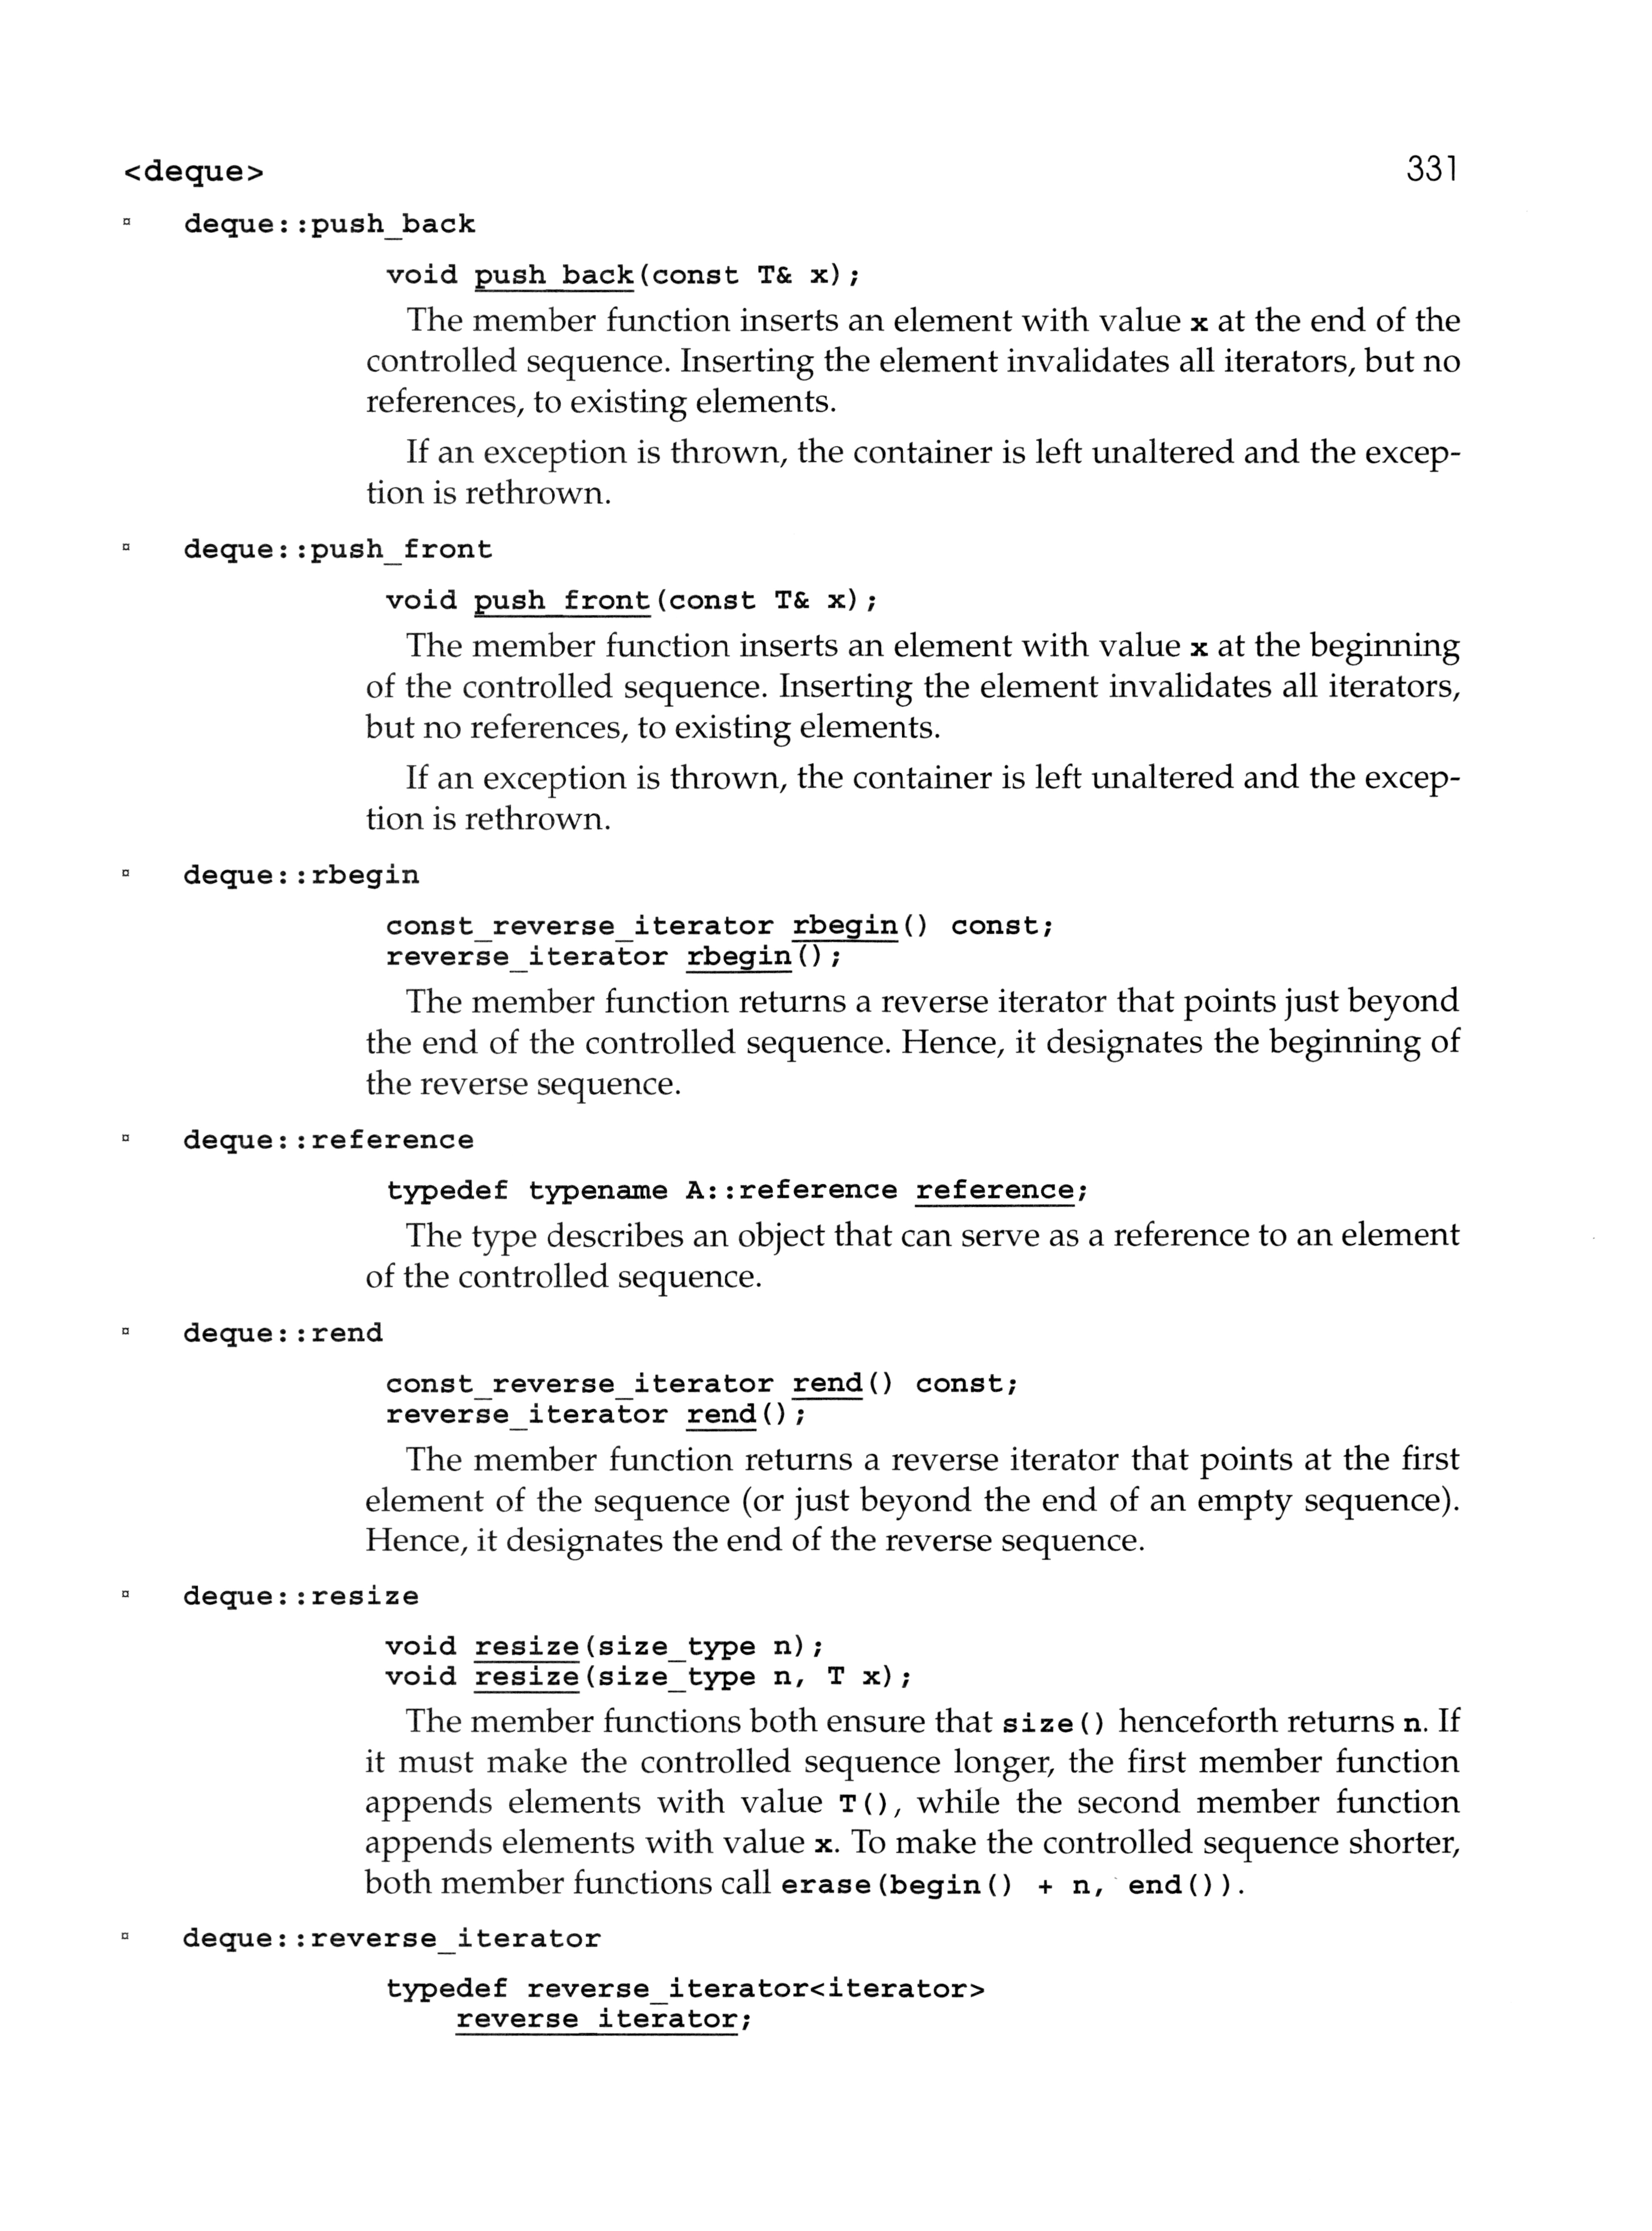 <deque> 331
▫ deque::push_back
void push_back(const T& x);
The member function inserts an element with value x at the end of the
controlled sequence. Inserting the element invalidates all iterators, but no
references, to existing elements.
If an exception is thrown, the container is left unaltered and the excep-
tion is rethrown.
▫ deque::push_front
void push_front(const T& x);
The member function inserts an element with value x at the beginning
of the controlled sequence. Inserting the element invalidates all iterators,
but no references, to existing elements.
If an exception is thrown, the container is left unaltered and the excep-
tion is rethrown.
▫ deque::rbegin
const_reverse_iterator rbegin() const;
reverse_iterator rbegin();
The member function returns a reverse iterator that points just beyond
the end of the controlled sequence. Hence, it designates the beginning of
the reverse sequence.
▫ deque::reference
typedef typename A::reference reference;
The type describes an object that can serve as a reference to an element
of the controlled sequence.
▫ deque::rend
const_reverse_iterator rend() const;
reverse_iterator rend();
The member function returns a reverse iterator that points at the first
element of the sequence (or just beyond the end of an empty sequence).
Hence, it designates the end of the reverse sequence.
▫ deque::resize
void resize(size_type n);
void resize(size_type n, T x);
The member functions both ensure that size() henceforth returns n. If
it must make the controlled sequence longer, the first member function
appends elements with value T(), while the second member function
appends elements with value x. To make the controlled sequence shorter,
both member functions call erase(begin() + n, end()).
▫ deque::reverse_iterator
typedef reverse_iterator<iterator>
reverse_iterator;